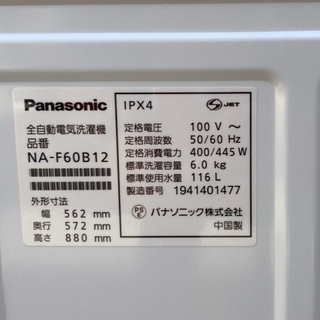 Panasonic
全自動電気洗濯機
品番
NA-F60B12
外形寸法
幅 562 mm
奥行 572 mm
高さ 880 mm
IPX4
JET
定格電圧 100 V ～
定格周波数 50/60 Hz
定格消費電力 400/445 W
標準洗濯容量 6.0 kg
標準使用水量 116 L
製造番号 1941401477
PS E
パナソニック株式会社
中国製